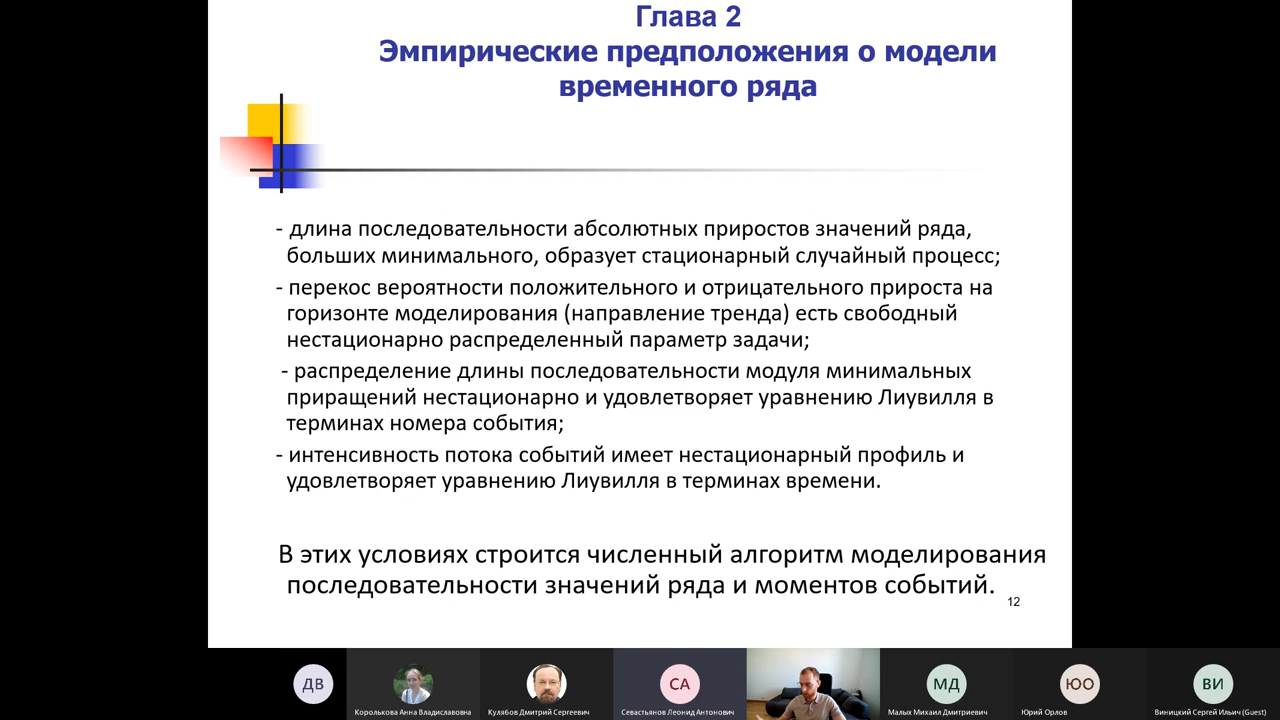 Глава 2
Эмпирические предположения о модели
временного ряда
- длина последовательности абсолютных приростов значений ряда,
больших минимального, образует стационарный случайный процесс;
- перекос вероятности положительного и отрицательного прироста на
горизонте моделирования (направление тренда) есть свободный
нестационарно распределенный параметр задачи;
- распределение длины последовательности модуля минимальных
приращений нестационарно и удовлетворяет уравнению Лиувилля в
терминах номера события;
- интенсивность потока событий имеет нестационарный профиль и
удовлетворяет уравнению Лиувилля в терминах времени.
В этих условиях строится численный алгоритм моделирования
последовательности значений ряда и моментов событий.
12
ДВ
СА
МД
ЮО
ВИ
Королькова Анна Владиславовна
Кулябов Дмитрий Сергеевич
Севастьянов Леонид Антонович
Малых Михаил Дмитриевич
Юрий Орлов
Виницкий Сергей Ильич (Guest)